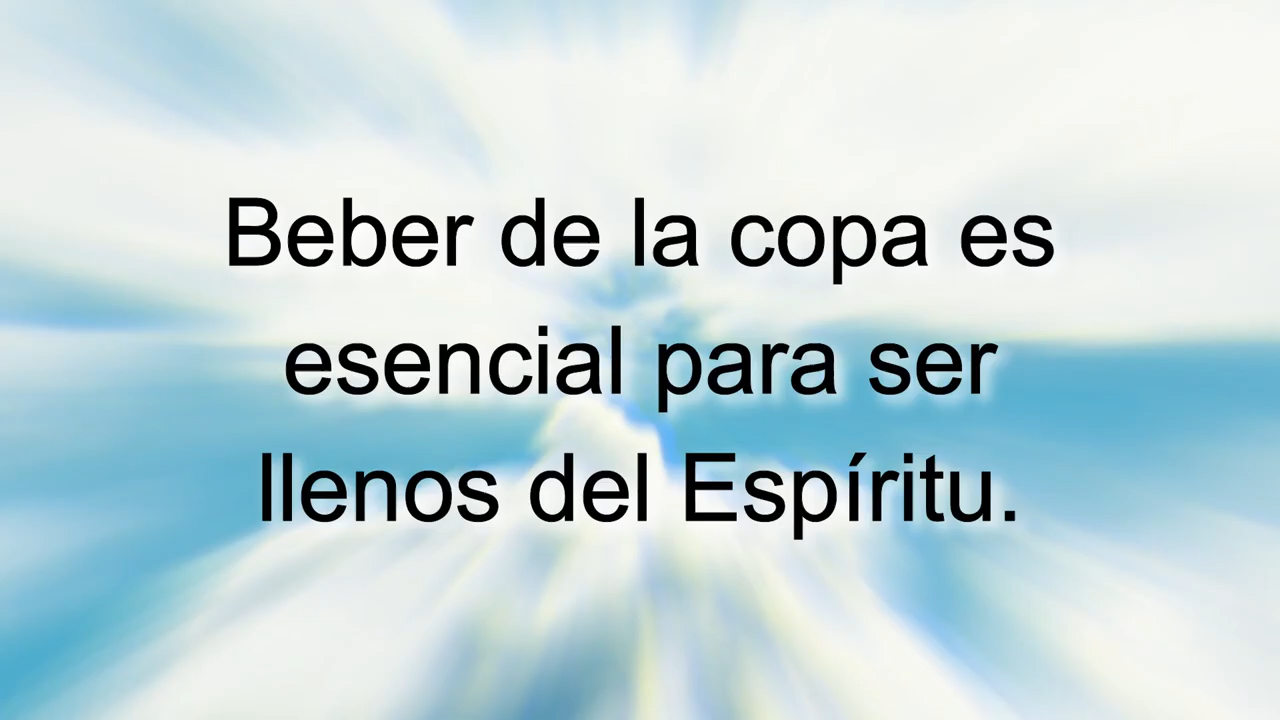 Beber de la copa es
esencial para ser
llenos del Espíritu.